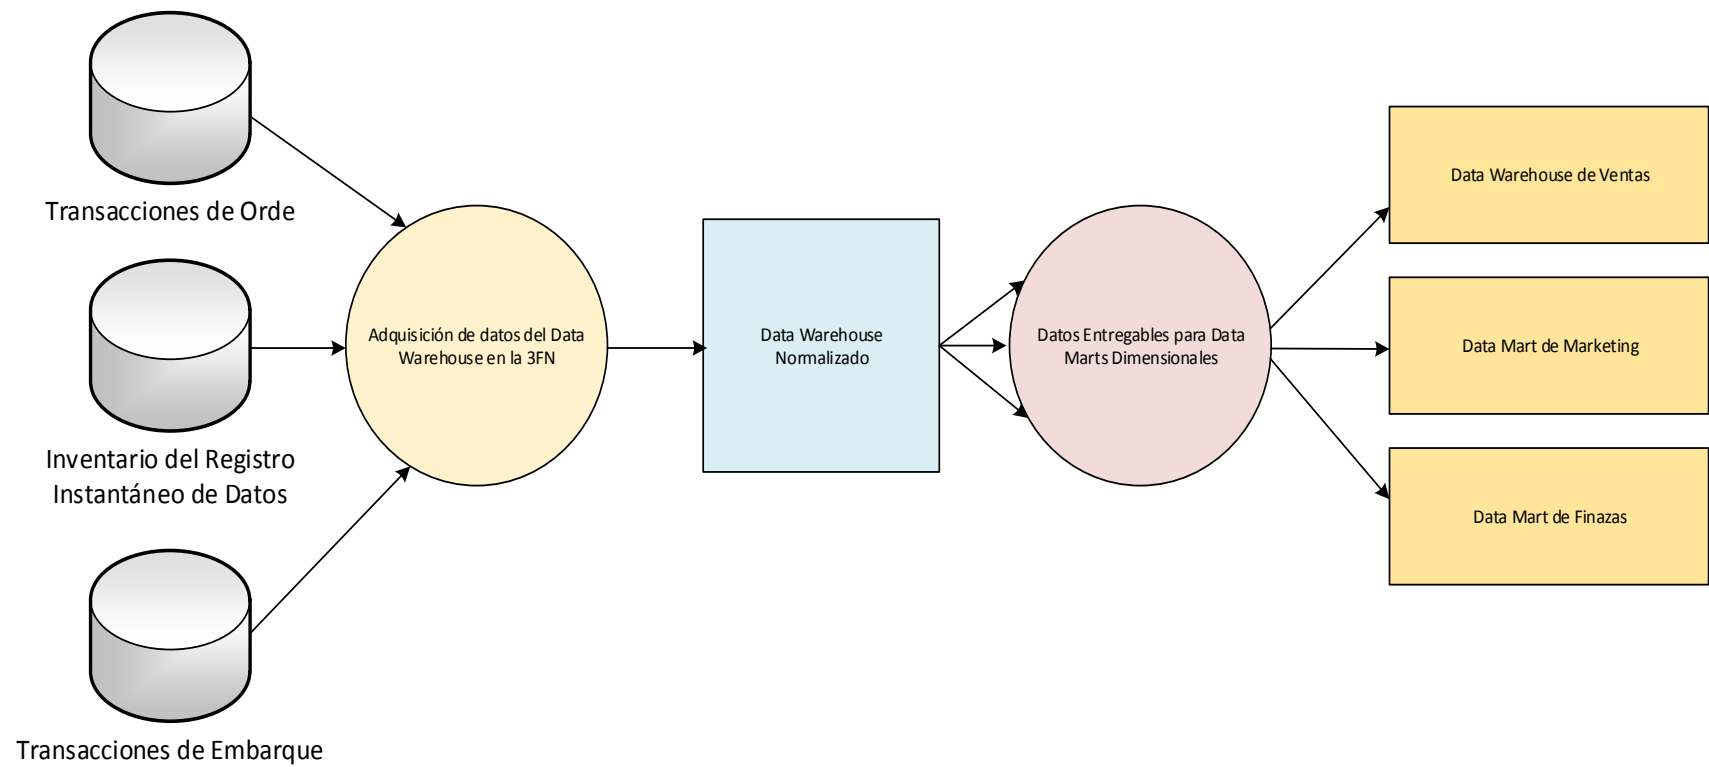 Transacciones de Orde
Inventario del Registro
Instantáneo de Datos
Transacciones de Embarque
Adquisición de datos del Data
Warehouse en la 3FN
Data Warehouse
Normalizado
Datos Entregables para Data
Marts Dimensionales
Data Warehouse de Ventas
Data Mart de Marketing
Data Mart de Finazas